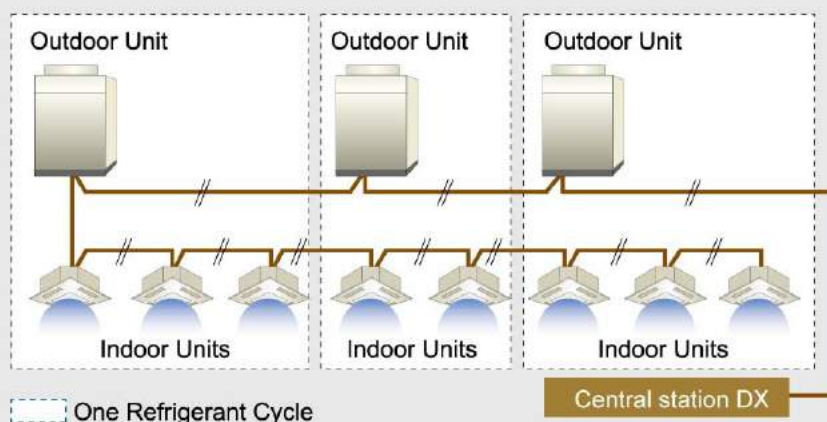 Outdoor Unit
Outdoor Unit
Outdoor Unit
Indoor Units
Indoor Units
Indoor Units
One Refrigerant Cycle
Central station DX